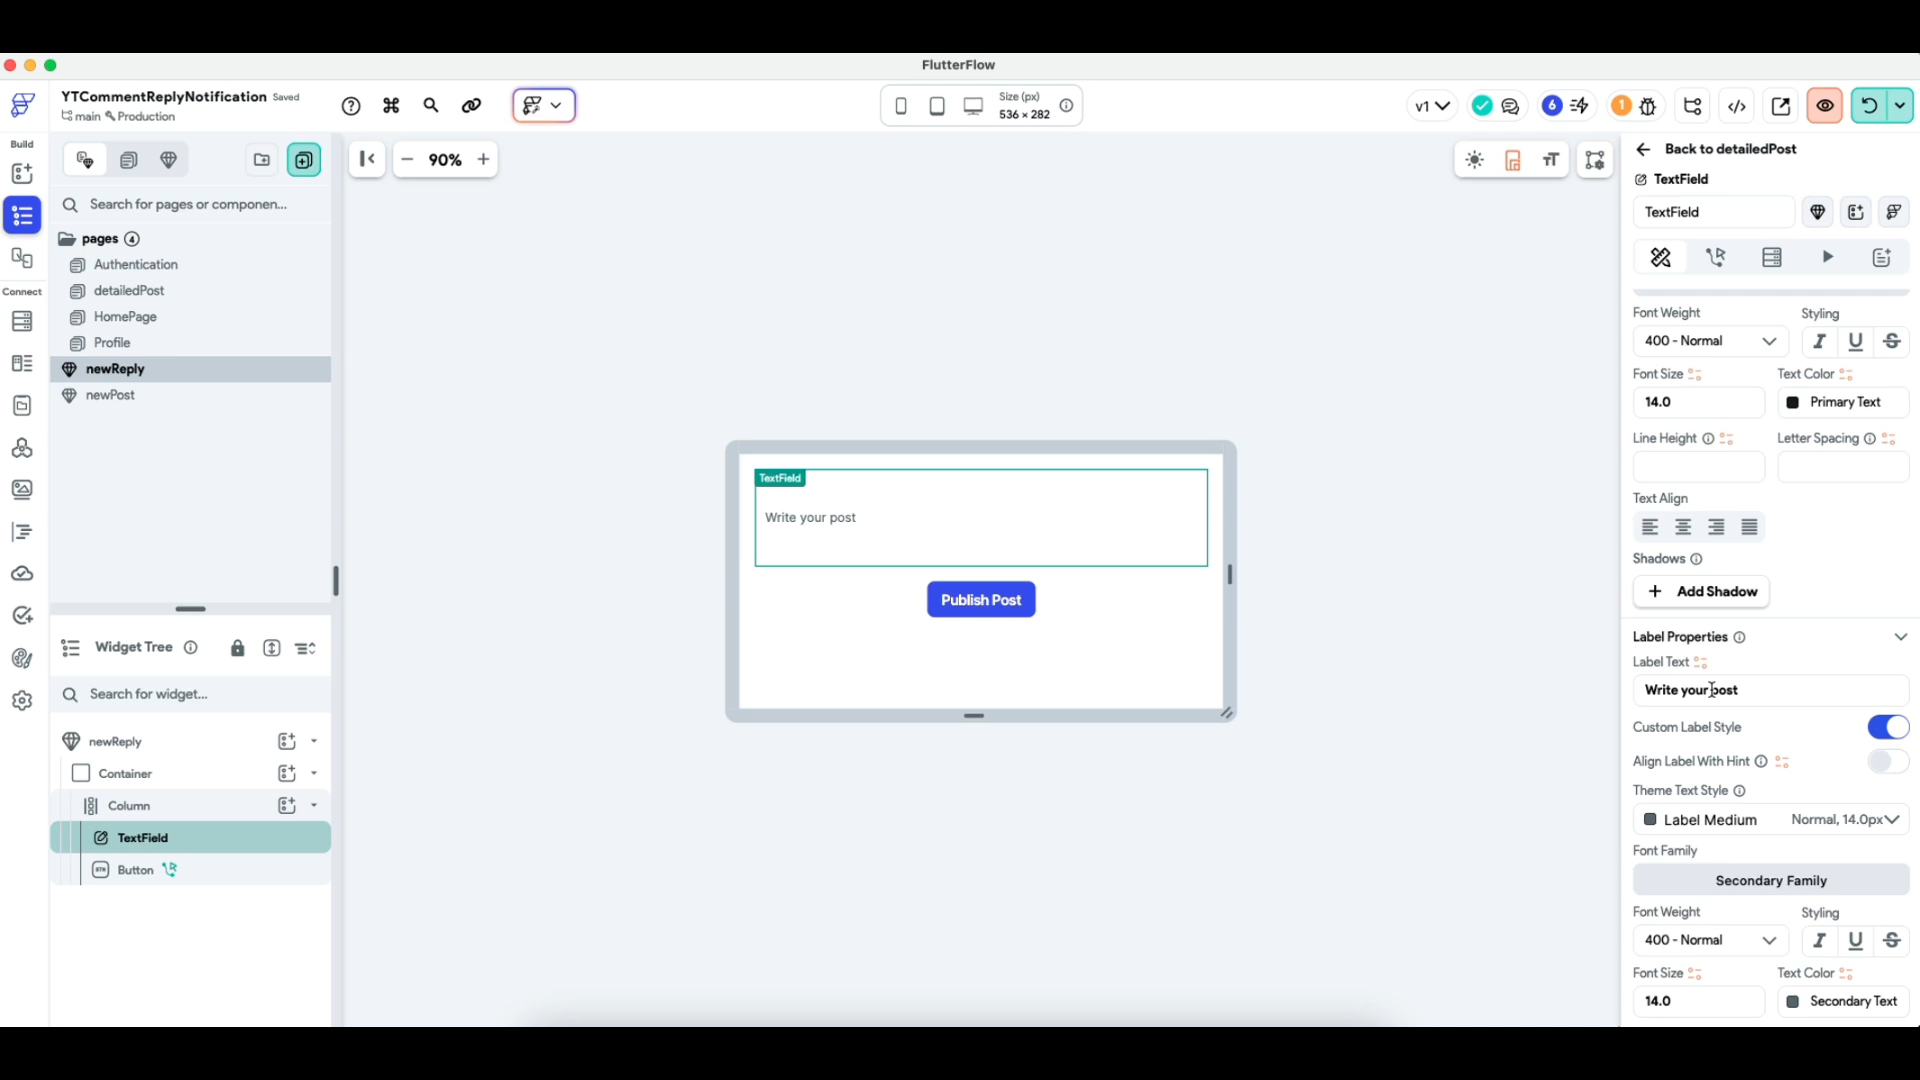 FlutterFlow
YTCommentReplyNotification Saved
main Production
Size (px)
536 × 282
v1
6
1
Build
Connect
90%
Search for pages or componen...
pages 4
Authentication
detailedPost
HomePage
Profile
newReply
newPost
Widget Tree
Search for widget...
newReply
Container
Column
TextField
BTN Button
TextField
Write your post
Publish Post
Back to detailedPost
TextField
TextField
Font Weight
Styling
400 - Normal
Font Size
Text Color
14.0
Primary Text
Line Height
Letter Spacing
Text Align
Shadows
Add Shadow
Label Properties
Label Text
Write your post
Custom Label Style
Align Label With Hint
Theme Text Style
Label Medium Normal, 14.0px
Font Family
Secondary Family
Font Weight
Styling
400 - Normal
Font Size
Text Color
14.0
Secondary Text